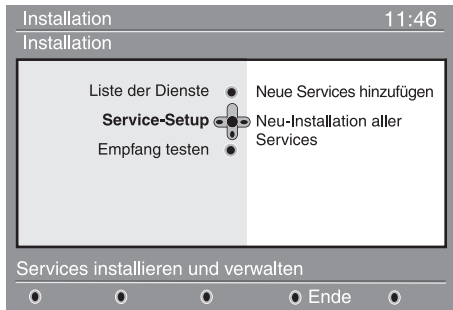 Installation 11:46
Installation
Liste der Dienste
Service-Setup
Empfang testen
Neue Services hinzufügen
Neu-Installation aller
Services
Services installieren und verwalten
Ende